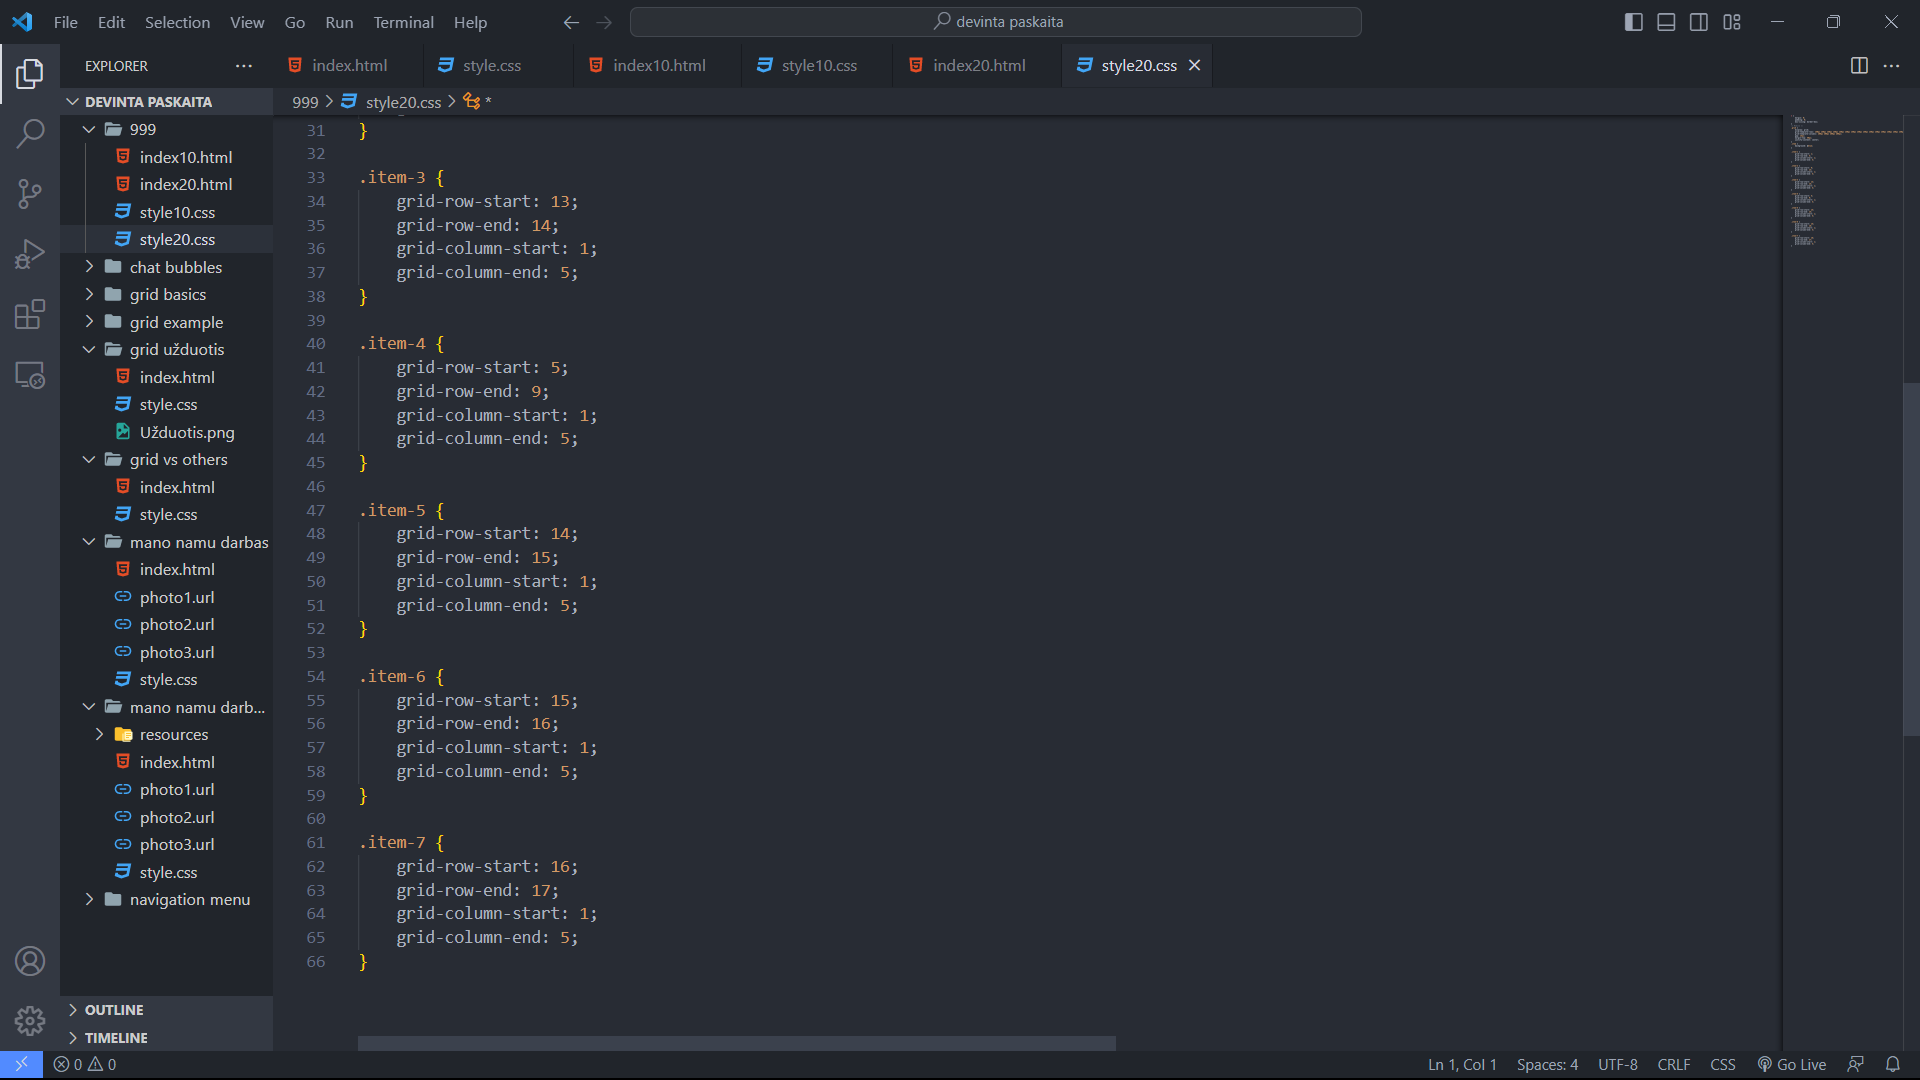 File Edit Selection View Go Run Terminal Help
devinta paskaita
EXPLORER
index.html style.css index10.html style10.css index20.html style20.css
DEVINTA PASKAITA
999 > style20.css > *
999
index10.html
index20.html
style10.css
style20.css
chat bubbles
grid basics
grid example
grid užduotis
index.html
style.css
Užduotis.png
grid vs others
index.html
style.css
mano namu darbas
index.html
photo1.url
photo2.url
photo3.url
style.css
mano namu darb...
resources
index.html
photo1.url
photo2.url
photo3.url
style.css
navigation menu
OUTLINE
TIMELINE
31 }
32
33 .item-3 {
34 grid-row-start: 13;
35 grid-row-end: 14;
36 grid-column-start: 1;
37 grid-column-end: 5;
38 }
39
40 .item-4 {
41 grid-row-start: 5;
42 grid-row-end: 9;
43 grid-column-start: 1;
44 grid-column-end: 5;
45 }
46
47 .item-5 {
48 grid-row-start: 14;
49 grid-row-end: 15;
50 grid-column-start: 1;
51 grid-column-end: 5;
52 }
53
54 .item-6 {
55 grid-row-start: 15;
56 grid-row-end: 16;
57 grid-column-start: 1;
58 grid-column-end: 5;
59 }
60
61 .item-7 {
62 grid-row-start: 16;
63 grid-row-end: 17;
64 grid-column-start: 1;
65 grid-column-end: 5;
66 }
0 0 Ln 1, Col 1 Spaces: 4 UTF-8 CRLF CSS Go Live